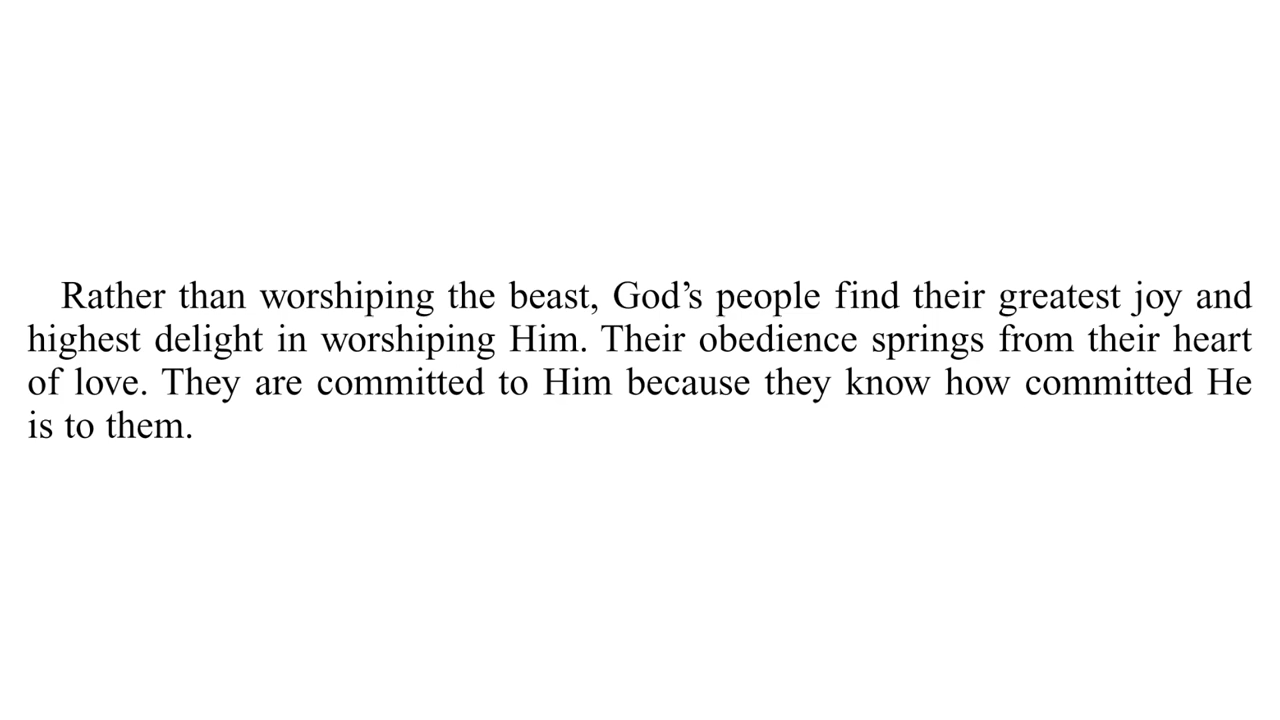 Rather than worshiping the beast, God’s people find their greatest joy and
highest delight in worshiping Him. Their obedience springs from their heart
of love. They are committed to Him because they know how committed He
is to them.